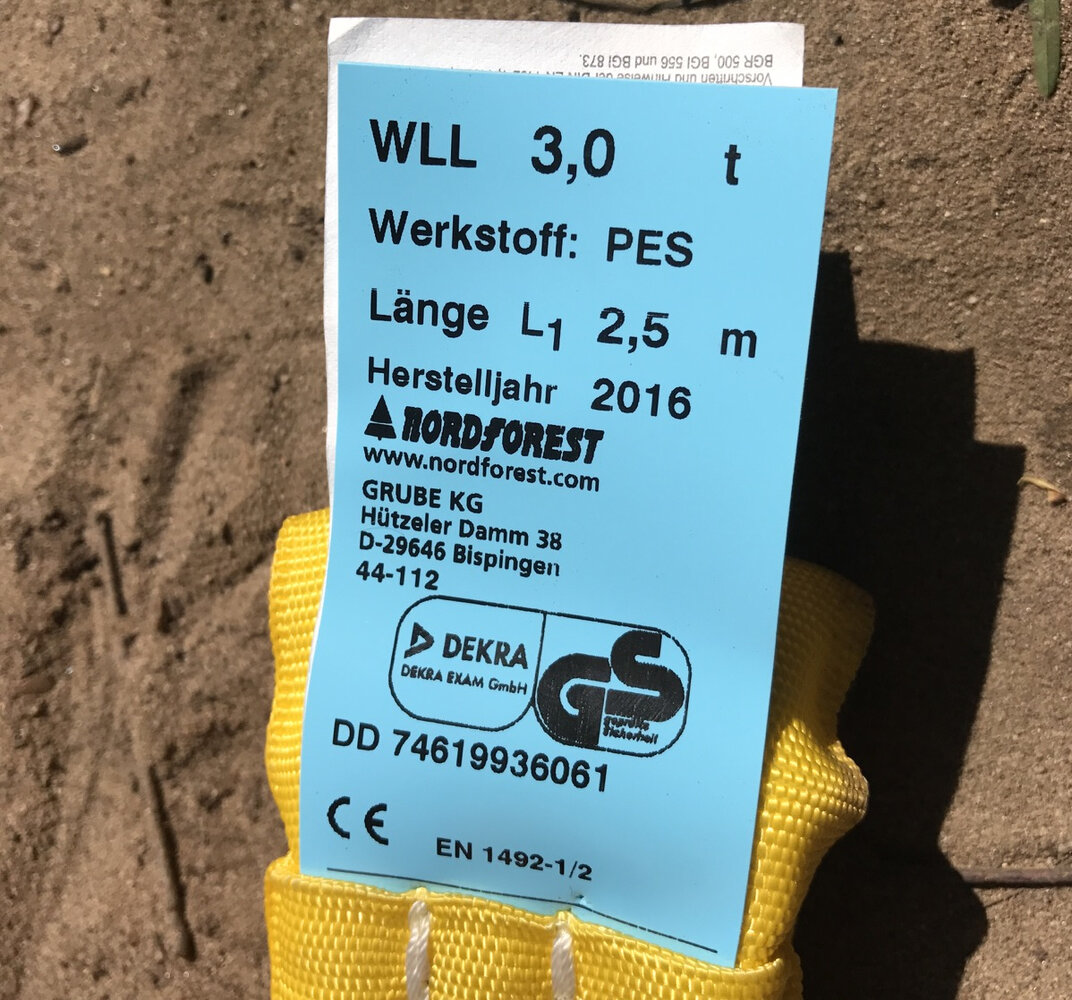 BGR 500, BGI 556 und BGI 873.
WLL 3,0 t
Werkstoff: PES
Länge L1 2,5 m
Herstelljahr 2016
NORDFOREST
www.nordforest.com
GRUBE KG
Hützeler Damm 38
D-29646 Bispingen
44-112
DEKRA
DEKRA EXAM GmbH
GS
geprüfte
Sicherheit
DD 74619936061
CE
EN 1492-1/2